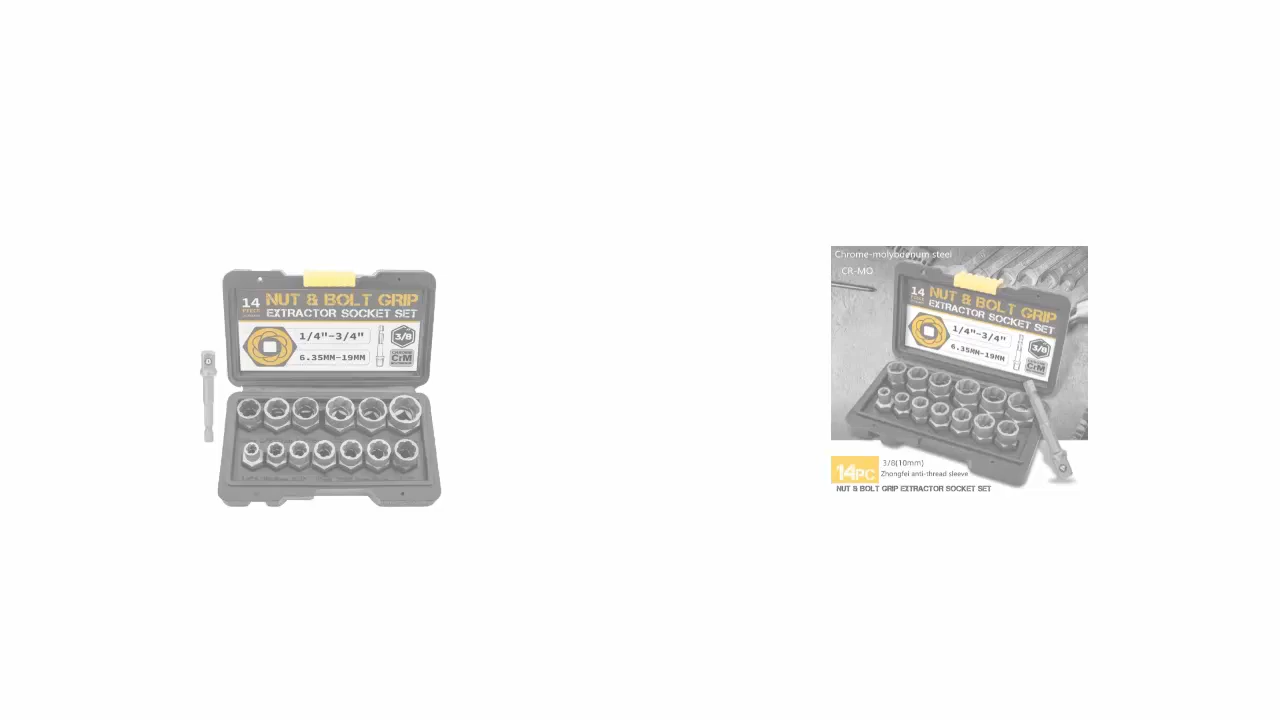 14
NUT & BOLT GRIP
EXTRACTOR SOCKET SET
1/4"-3/4"
3/8
6.35MM-19MM
CrM
Chrome-molybdenum steel
CR-MO
14
NUT & BOLT GRIP
EXTRACTOR SOCKET SET
1/4"-3/4"
3/8
6.35MM-19MM
CrM
14PC
3/8(10mm)
Zhongfei anti-thread sleeve
NUT & BOLT GRIP EXTRACTOR SOCKET SET